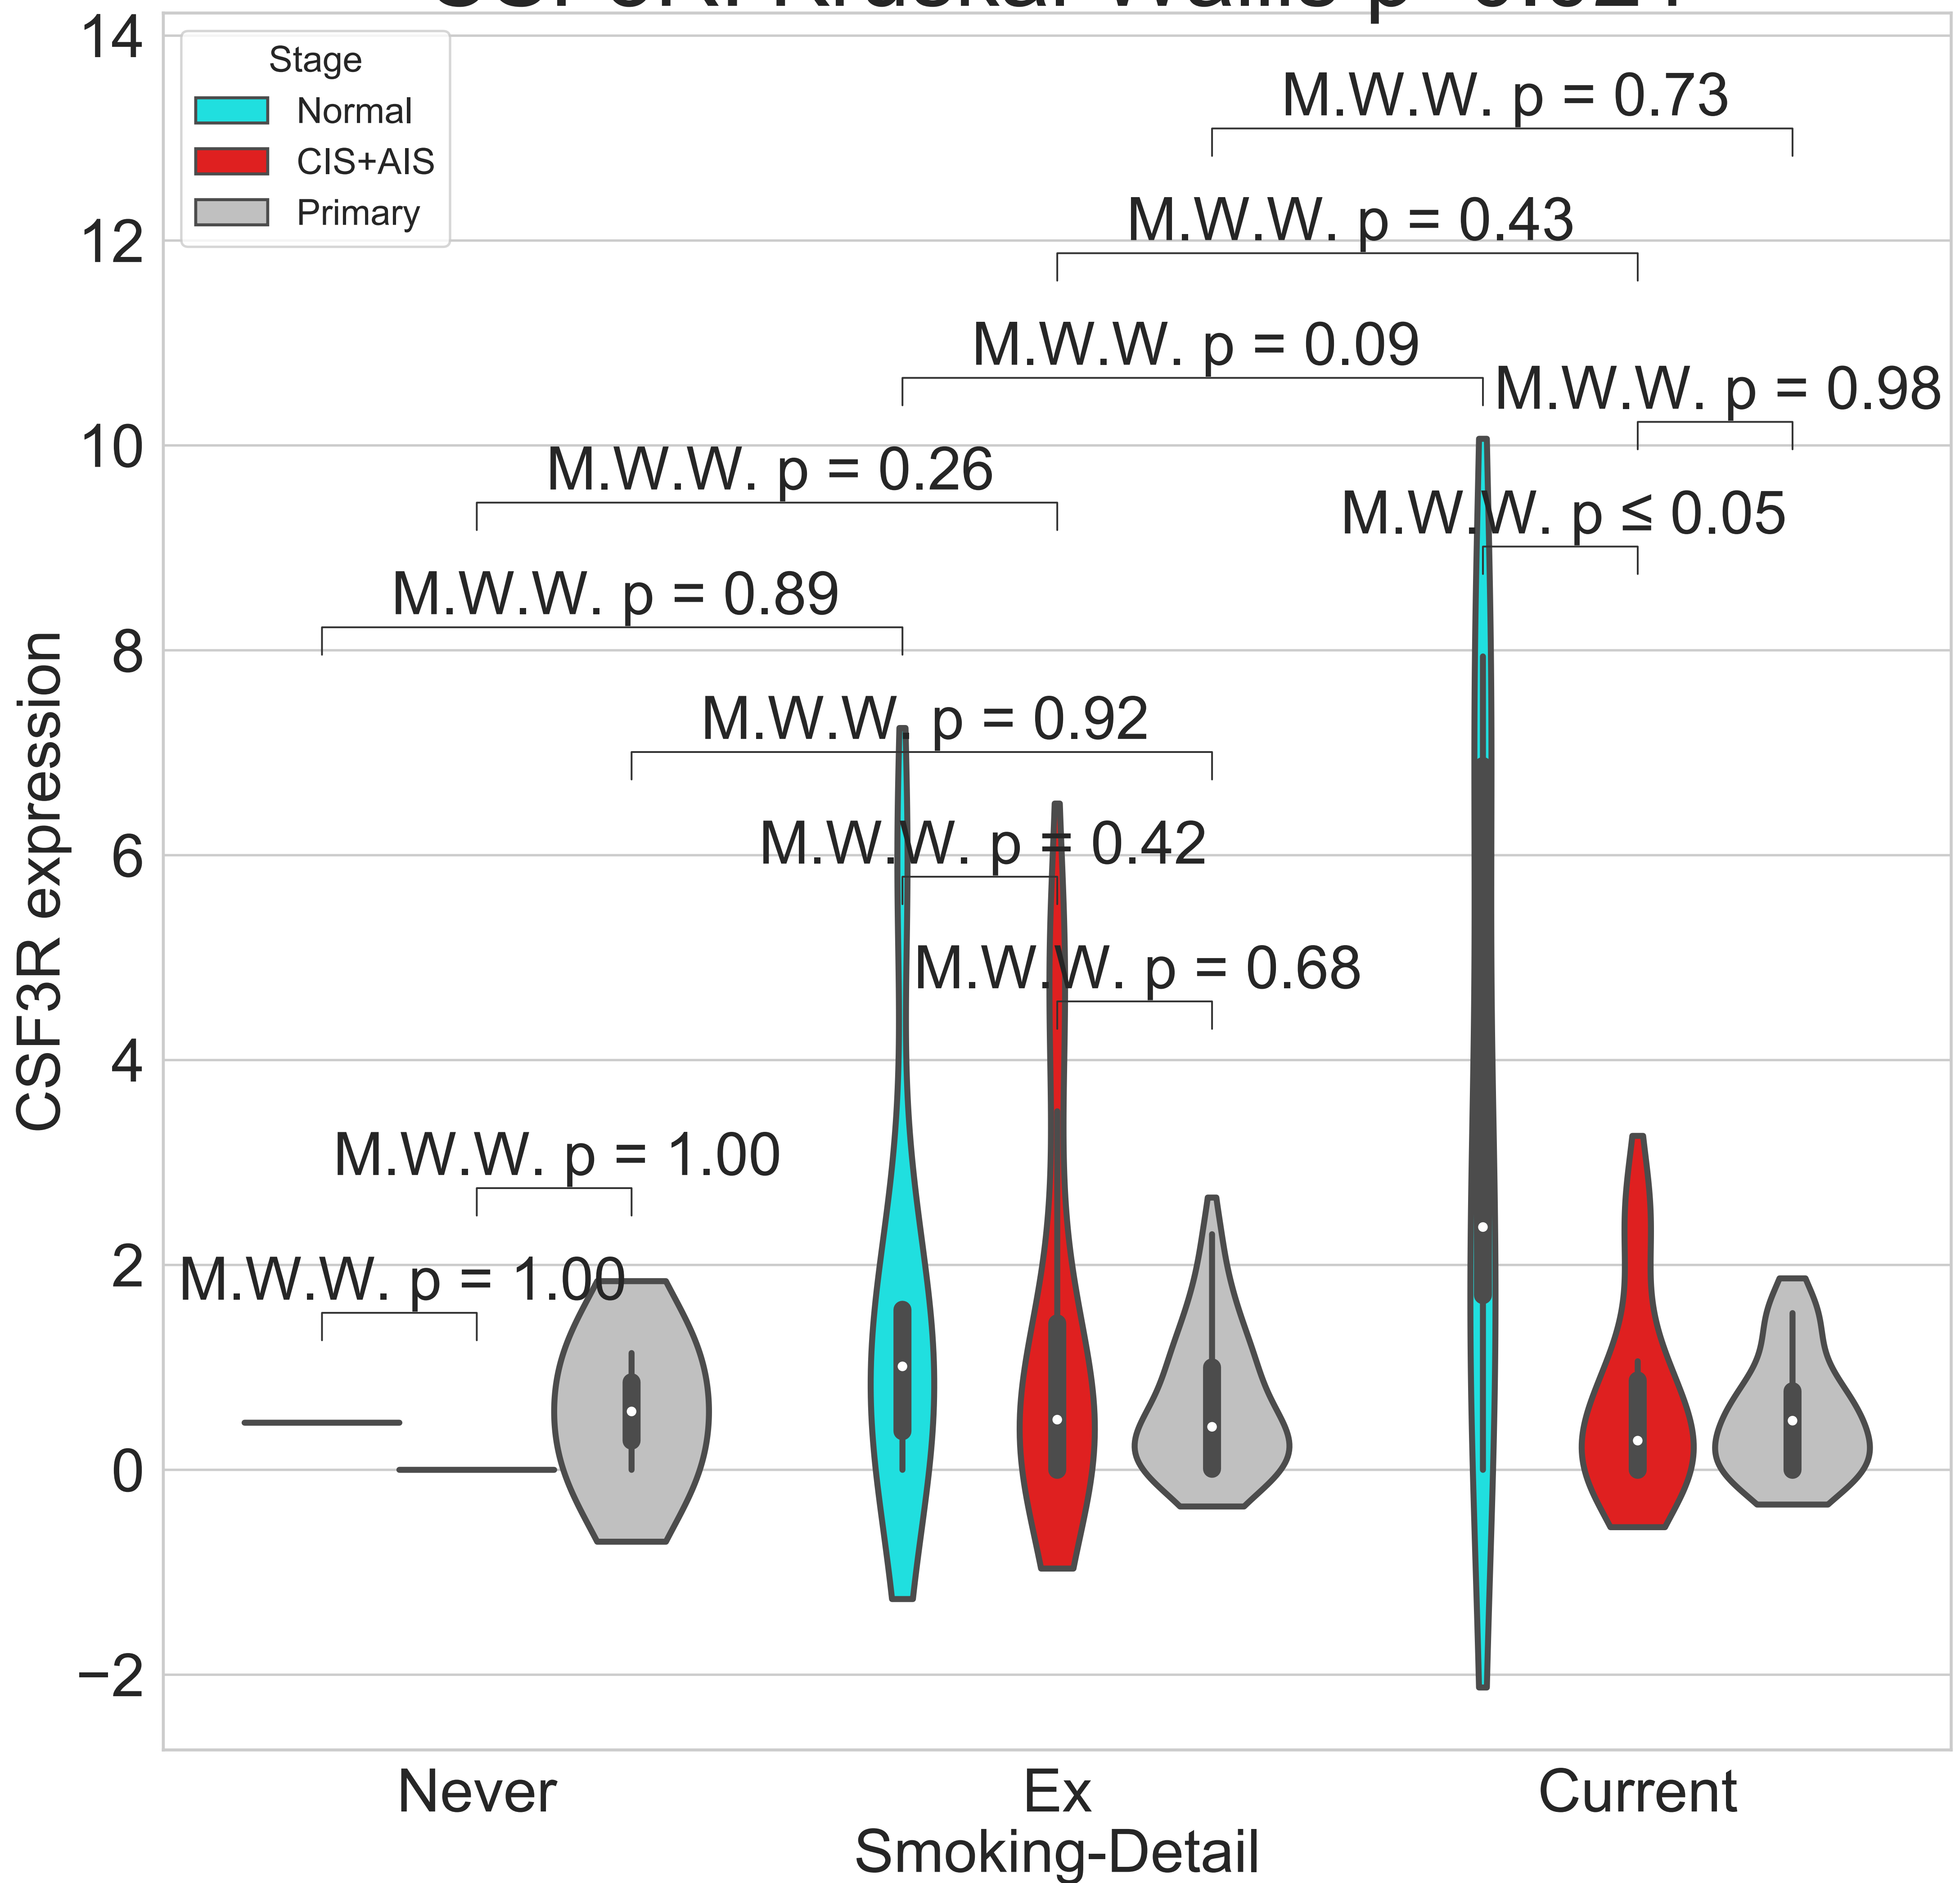 14
Stage
Normal
CIS+AIS
Primary
M.W.W. p = 0.73
12
M.W.W. p = 0.43
M.W.W. p = 0.09
M.W.W. p = 0.98
10
M.W.W. p = 0.26
M.W.W. p ≤ 0.05
M.W.W. p = 0.89
8
M.W.W. p = 0.92
6
M.W.W. p = 0.42
M.W.W. p = 0.68
4
M.W.W. p = 1.00
2
M.W.W. p = 1.00
0
−2
CSF3R expression
Never
Ex
Current
Smoking-Detail